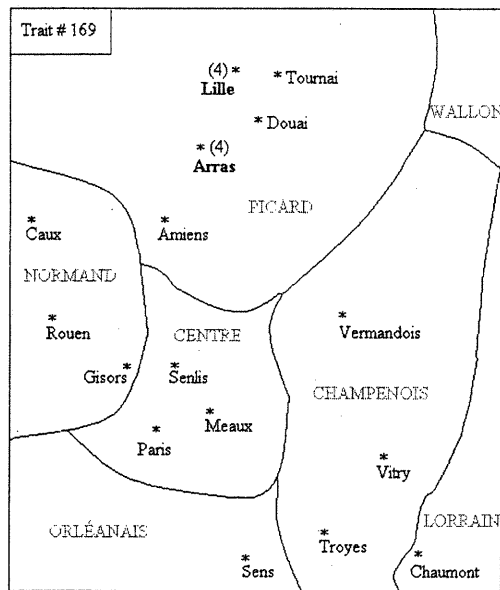 Trait # 169
(4) * * Tournai
Lille
* Douai
WALLON
* (4)
Arras
PICARD
* *
Caux Amiens
NORMAND
* * *
Rouen CENTRE Vermandois
* *
Gisors Senlis
CHAMPENOIS
* *
Paris Meaux
*
Vitry
LORRAIN
ORLÉANAIS
* * *
Sens Troyes Chaumont